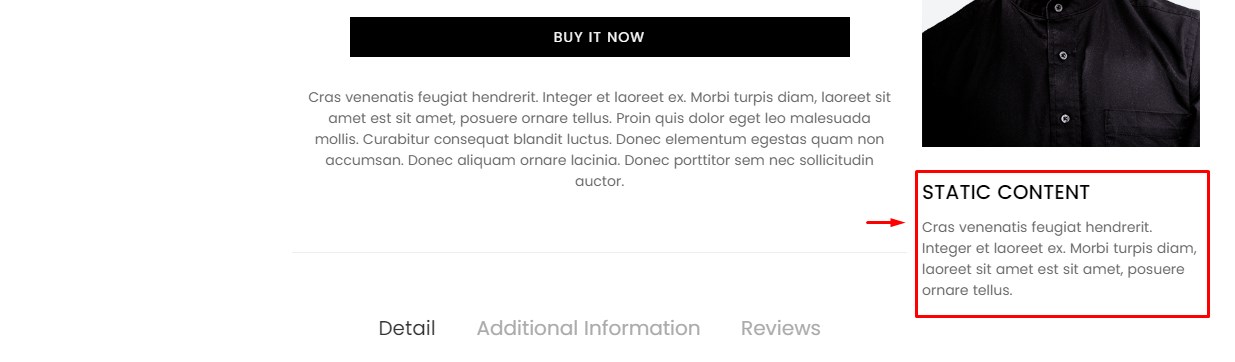 BUY IT NOW
Cras venenatis feugiat hendrerit. Integer et laoreet ex. Morbi turpis diam, laoreet sit
amet est sit amet, posuere ornare tellus. Proin quis dolor eget leo malesuada
mollis. Curabitur consequat blandit luctus. Donec elementum egestas quam non
accumsan. Donec aliquam ornare lacinia. Donec porttitor sem nec sollicitudin
auctor.
Detail
Additional Information
Reviews
STATIC CONTENT
Cras venenatis feugiat hendrerit.
Integer et laoreet ex. Morbi turpis diam,
laoreet sit amet est sit amet, posuere
ornare tellus.